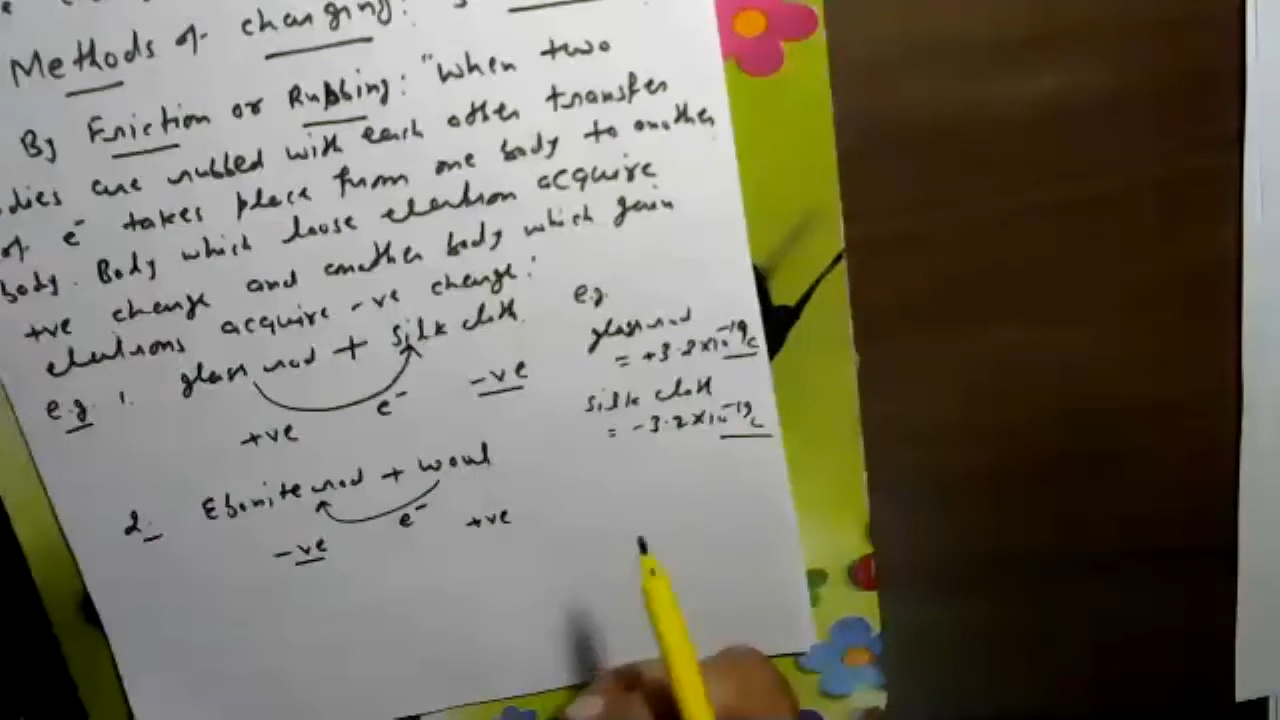 Methods of charging:
By Friction or Rubbing: "When two
dies are rubbed with each other transfer
of e⁻ takes place from one body to another
body. Body which loose electron acquire
+ve charge and another body which gain
electrons acquire -ve charge:
e.g. 1. glass rod + silk cloth
e⁻
+ve -ve
2. Ebonite rod + wool
e⁻
-ve +ve
e.g.
glass rod
= +3.2×10⁻¹⁹c
silk cloth
= -3.2×10⁻¹⁹c